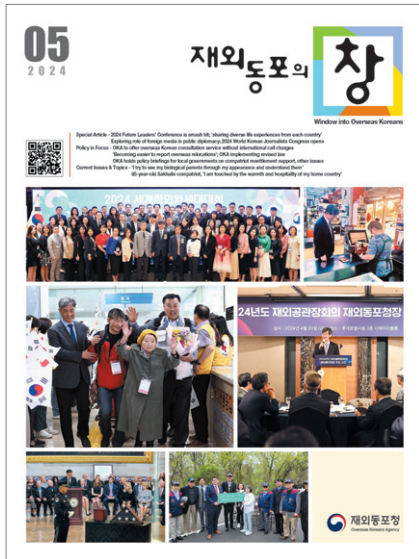 05
2024
재외동포의 창
Window into Overseas Koreans
Special Article - 2024 Future Leaders' Conference is smash hit; 'sharing diverse life experiences from each country'
Exploring role of foreign media in public diplomacy; 2024 World Korean Journalists Congress opens
Policy in Focus - OKA to offer overseas Korean consultation service without international call charges
'Becoming easier to report overseas relocations'; OKA implementing revised law
OKA holds policy briefings for local governments on compatriot resettlement support, other issues
Current Issues & Topics - 'I try to see my biological parents through my appearance and understand them'
85-year-old Sakhalin compatriot, 'I am touched by the warmth and hospitality of my home country'
2024 세계한인차세대대회
24년도 재외공관장회의 재외동포청장
재외동포청
Overseas Koreans Agency